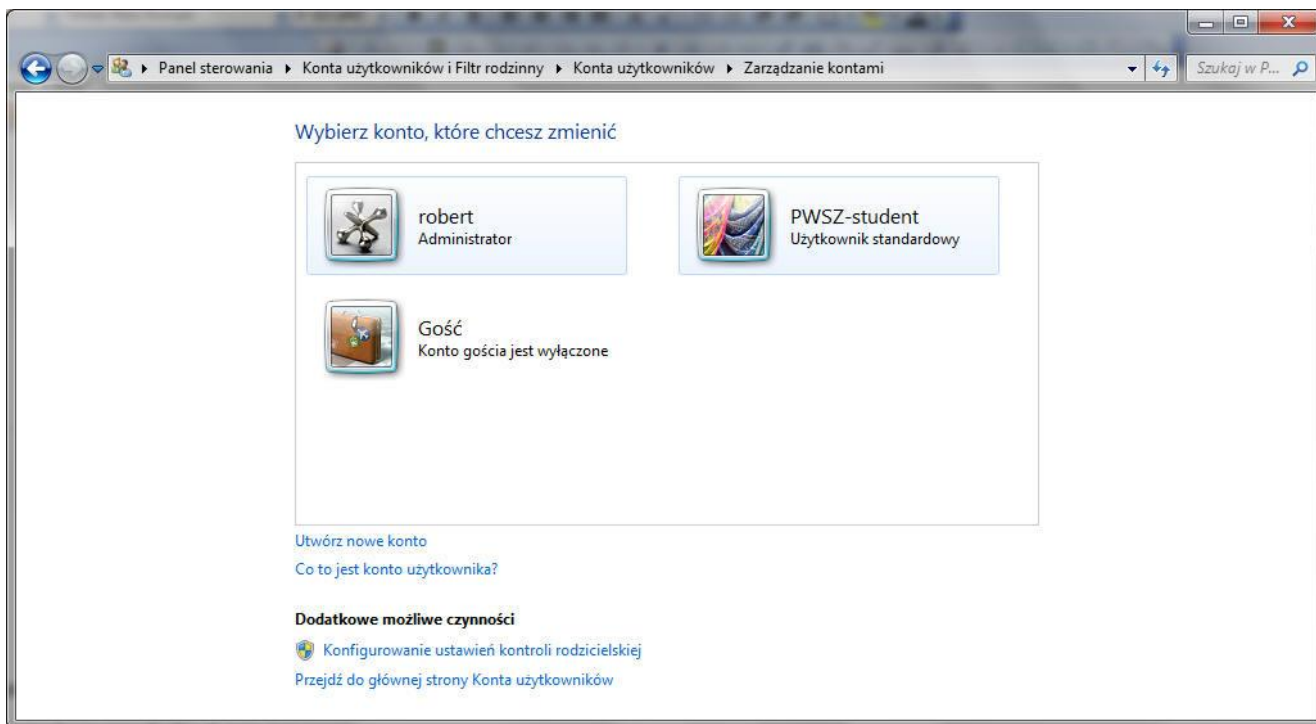 Panel sterowania ▸ Konta użytkowników i Filtr rodzinny ▸ Konta użytkowników ▸ Zarządzanie kontami
Szukaj w P...
Wybierz konto, które chcesz zmienić
robert
Administrator
PWSZ-student
Użytkownik standardowy
Gość
Konto gościa jest wyłączone
Utwórz nowe konto
Co to jest konto użytkownika?
Dodatkowe możliwe czynności
Konfigurowanie ustawień kontroli rodzicielskiej
Przejdź do głównej strony Konta użytkowników